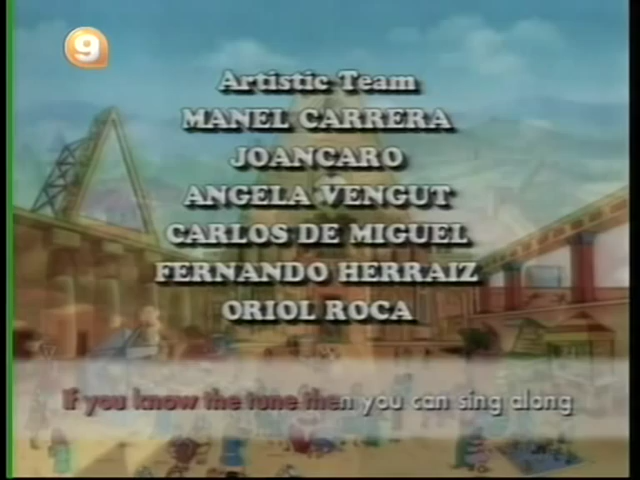 9
Artistic Team
MANEL CARRERA
JOANCARO
ANGELA VENGUT
CARLOS DE MIGUEL
FERNANDO HERRAIZ
ORIOL ROCA
If you know the tune then you can sing along